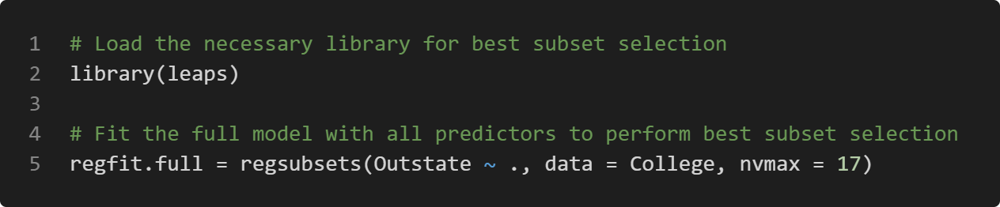 1 # Load the necessary library for best subset selection
2 library(leaps)
3
4 # Fit the full model with all predictors to perform best subset selection
5 regfit.full = regsubsets(Outstate ~ ., data = College, nvmax = 17)